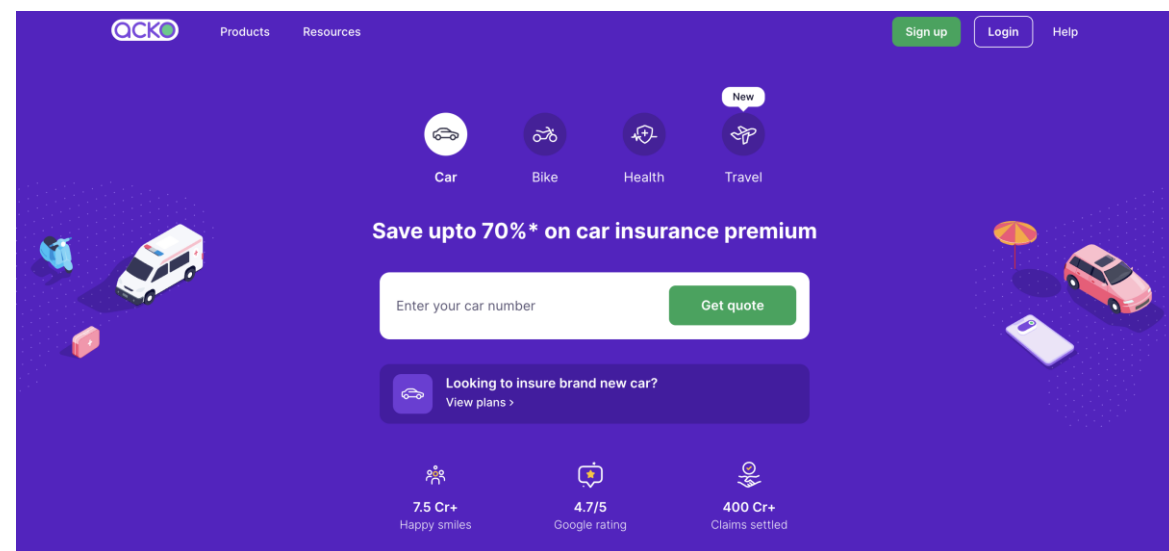 acko
Products
Resources
Sign up
Login
Help
New
Car
Bike
Health
Travel
Save upto 70%* on car insurance premium
Enter your car number
Get quote
Looking to insure brand new car?
View plans >
7.5 Cr+
Happy smiles
4.7/5
Google rating
400 Cr+
Claims settled